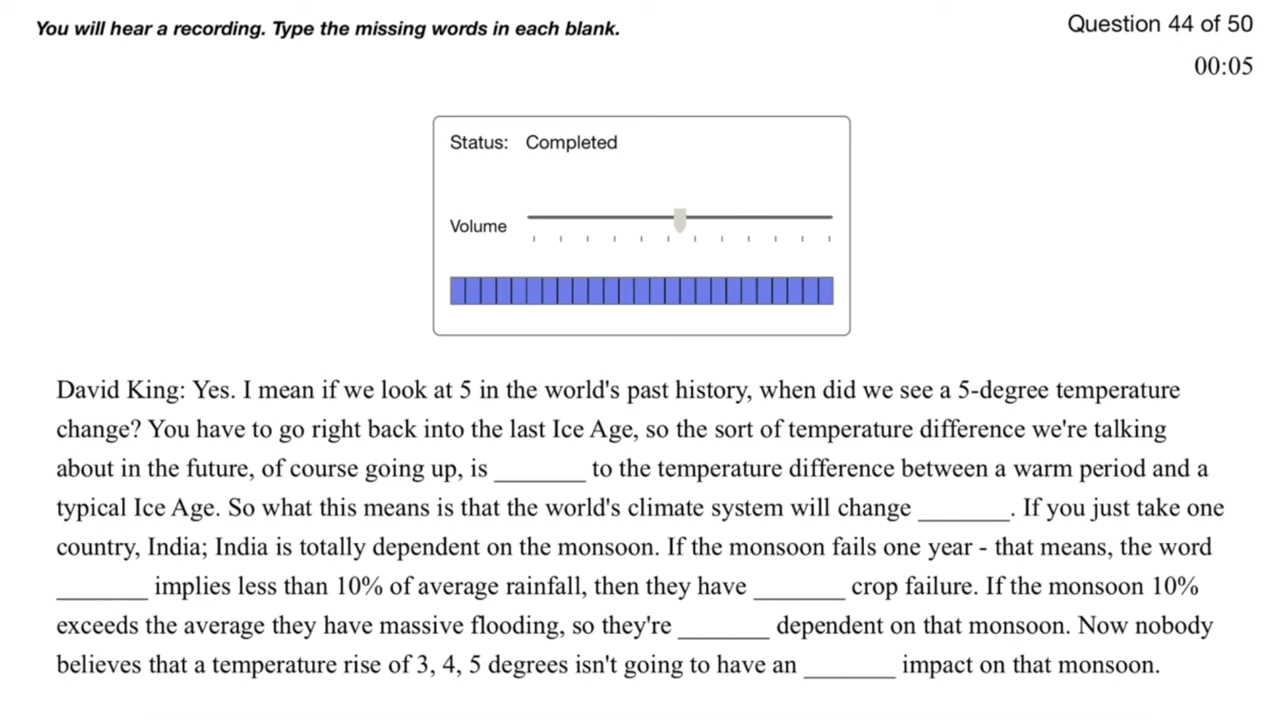 You will hear a recording. Type the missing words in each blank.
Question 44 of 50
00:05
Status: Completed
Volume
David King: Yes. I mean if we look at 5 in the world's past history, when did we see a 5-degree temperature
change? You have to go right back into the last Ice Age, so the sort of temperature difference we're talking
about in the future, of course going up, is ________ to the temperature difference between a warm period and a
typical Ice Age. So what this means is that the world's climate system will change ________. If you just take one
country, India; India is totally dependent on the monsoon. If the monsoon fails one year - that means, the word
________ implies less than 10% of average rainfall, then they have ________ crop failure. If the monsoon 10%
exceeds the average they have massive flooding, so they're ________ dependent on that monsoon. Now nobody
believes that a temperature rise of 3, 4, 5 degrees isn't going to have an ________ impact on that monsoon.